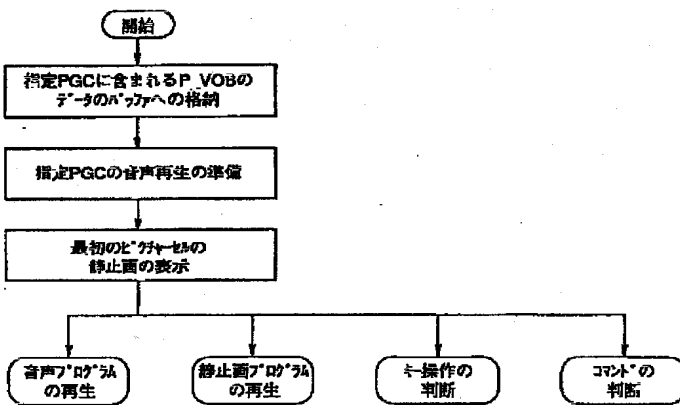 開始
指定PGCに含まれるP_VOBの
ﾃﾞｰﾀのﾊﾞｯﾌｧへの格納
指定PGCの音声再生の準備
最初のﾋﾟｸﾁｬｰｾﾙの
静止画の表示
音声ﾌﾟﾛｸﾞﾗﾑ
の再生
静止画ﾌﾟﾛｸﾞﾗﾑ
の再生
ｷｰ操作の
判断
ｺﾏﾝﾄﾞの
判断